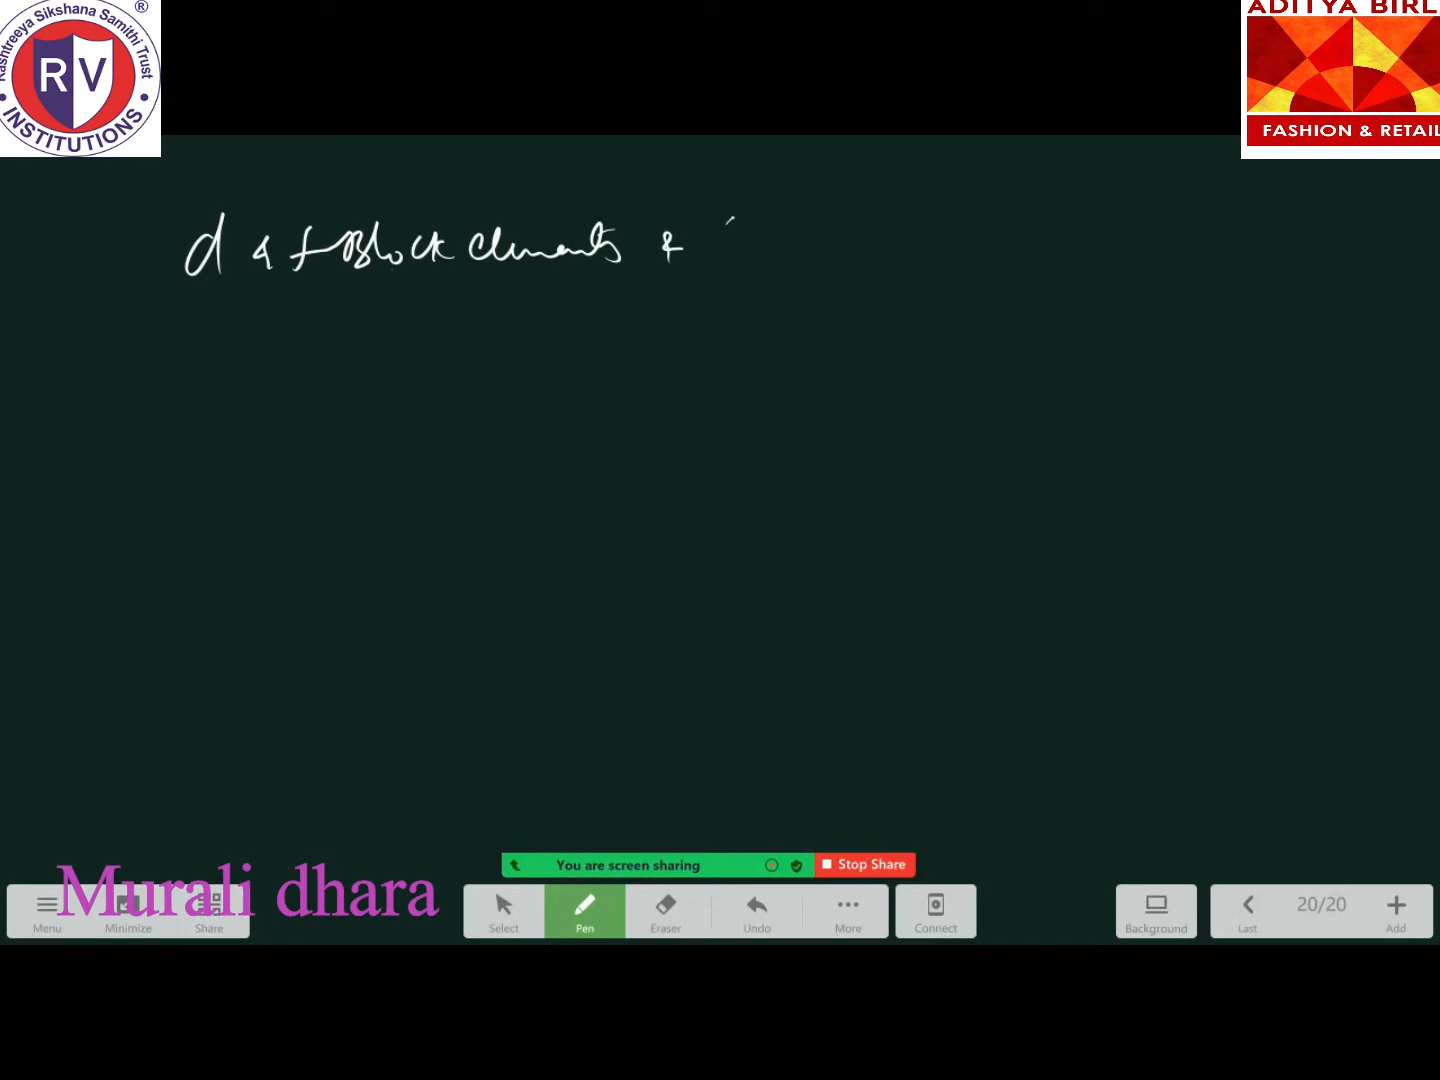 Rashtreeya Sikshana Samithi Trust
®
RV
• INSTITUTIONS •
ADITYA BIRL
FASHION & RETAIL
d & f-Block elements &
You are screen sharing
Stop Share
Murali dhara
Menu
Minimize
Share
Select
Pen
Eraser
Undo
More
Connect
Background
Last
20/20
Add